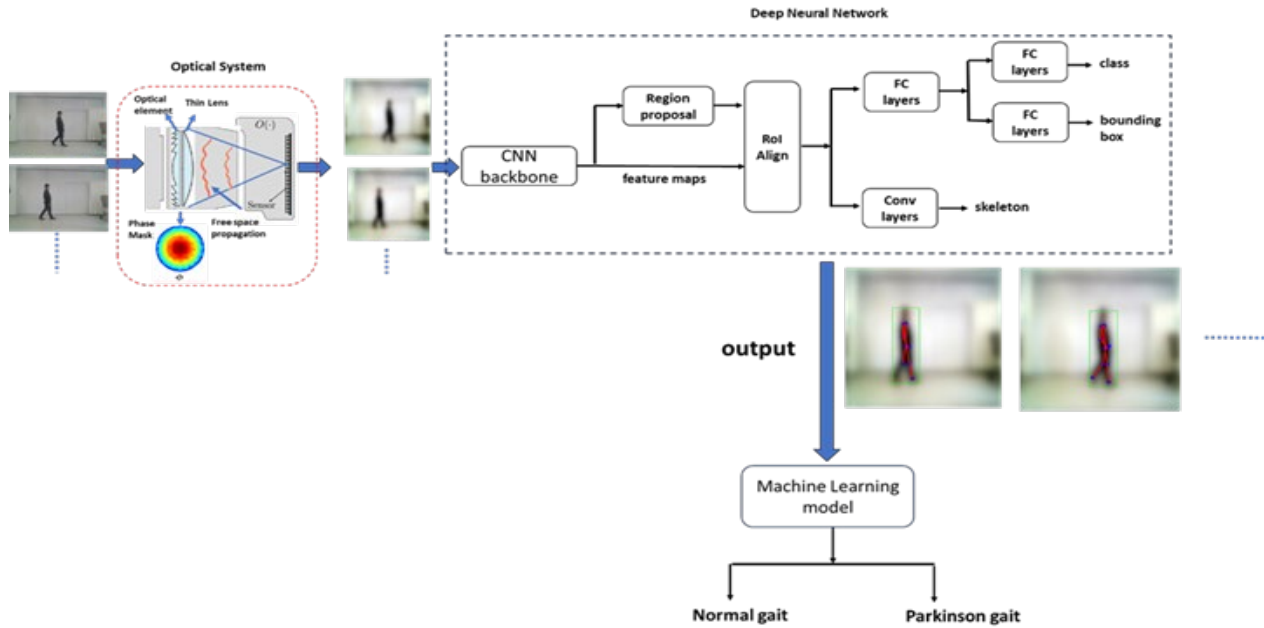 Deep Neural Network
Optical System
Optical
element
Thin Lens
O(·)
Sensor
Phase
Mask
Free space
propagation
Φ
CNN
backbone
Region
proposal
feature maps
RoI
Align
FC
layers
FC
layers
class
FC
layers
bounding
box
Conv
layers
skeleton
output
Machine Learning
model
Normal gait
Parkinson gait